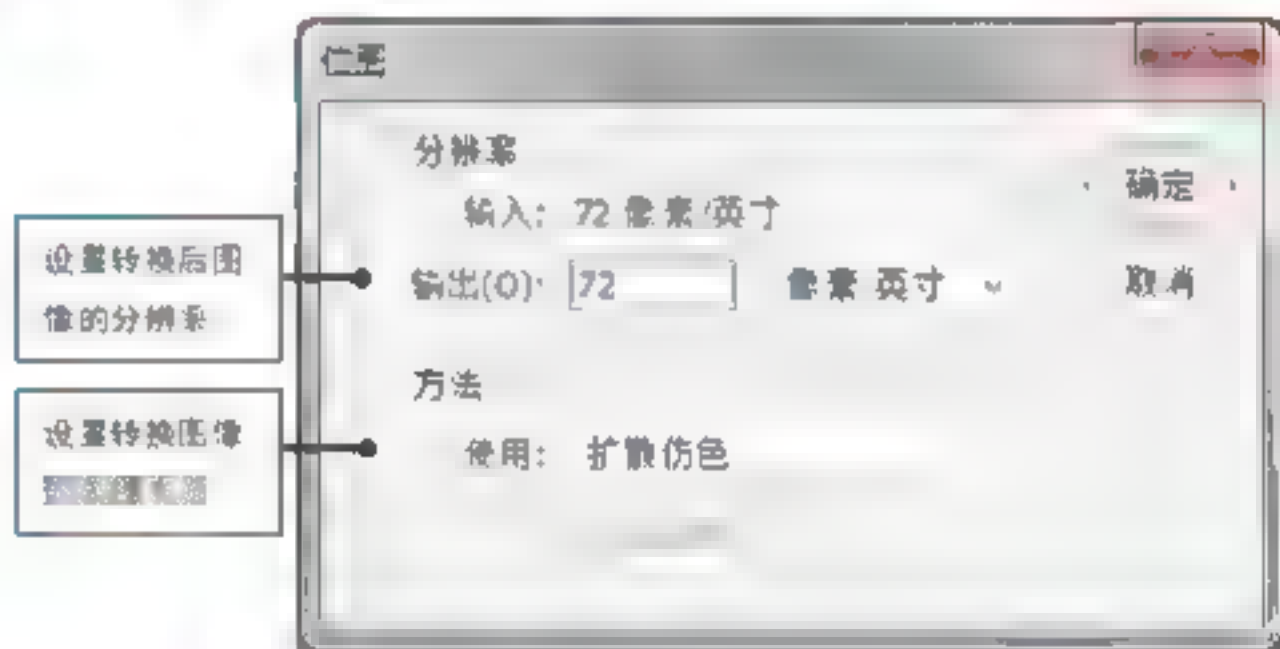 位图
分辨率
输入: 72 像素/英寸
输出(O): 72 像素/英寸
方法
使用: 扩散仿色
确定
取消
设置转换后图
像的分辨率
设置转换图像